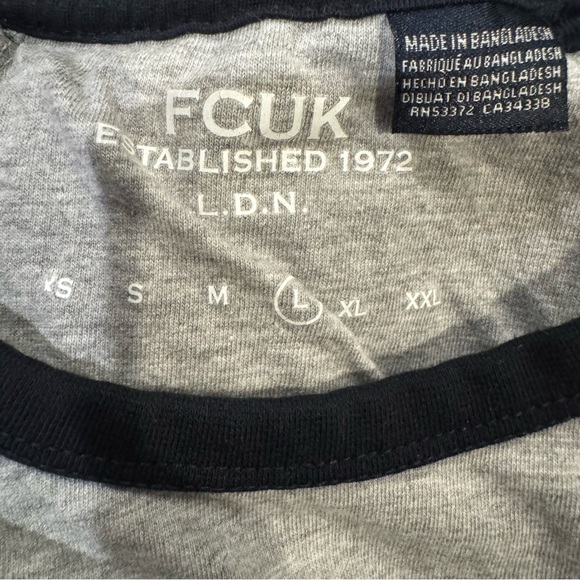 FCUK
ESTABLISHED 1972
L.D.N.
XS S M L XL XXL
MADE IN BANGLADESH
FABRIQUÉ AU BANGLADESH
HECHO EN BANGLADESH
DIBUAT DI BANGLADESH
RN53372 CA34338